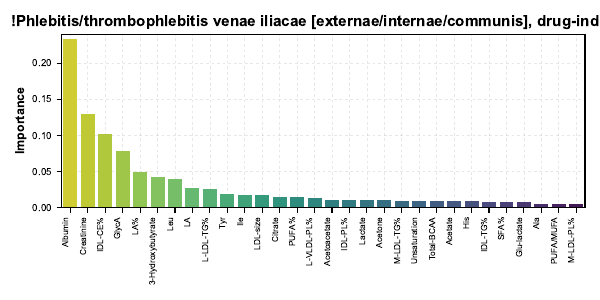 !Phlebitis/thrombophlebitis venae iliacae [externae/internae/communis], drug-ind
Importance
0.20
0.15
0.10
0.05
0.00
Albumin
Creatinine
IDL-CE%
GlycA
LA%
3-Hydroxybutyrate
Leu
LA
L-LDL-TG%
Tyr
Ile
LDL-size
Citrate
PUFA%
L-VLDL-PL%
Acetoacetate
IDL-PL%
Lactate
Acetone
M-LDL-TG%
Unsaturation
Total-BCAA
Acetate
His
IDL-TG%
SFA%
Glu-lactate
Ala
PUFA/MUFA
M-LDL-PL%